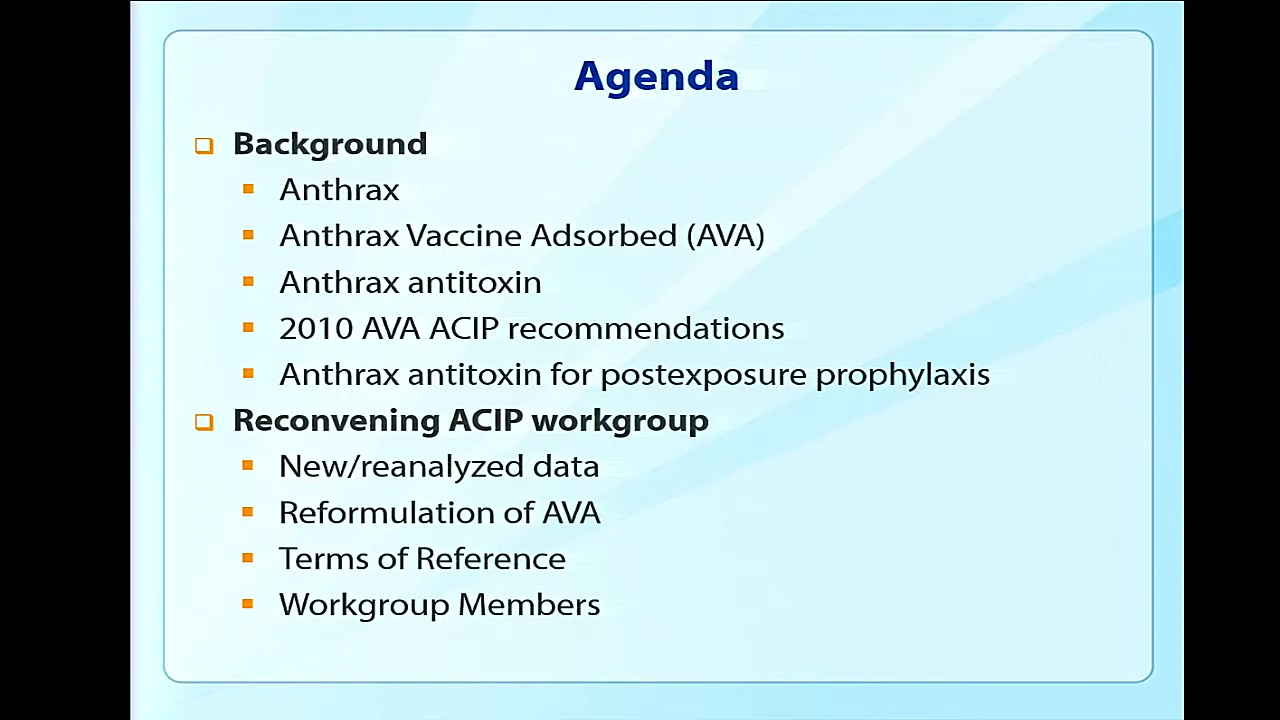 Agenda
Background
Anthrax
Anthrax Vaccine Adsorbed (AVA)
Anthrax antitoxin
2010 AVA ACIP recommendations
Anthrax antitoxin for postexposure prophylaxis
Reconvening ACIP workgroup
New/reanalyzed data
Reformulation of AVA
Terms of Reference
Workgroup Members